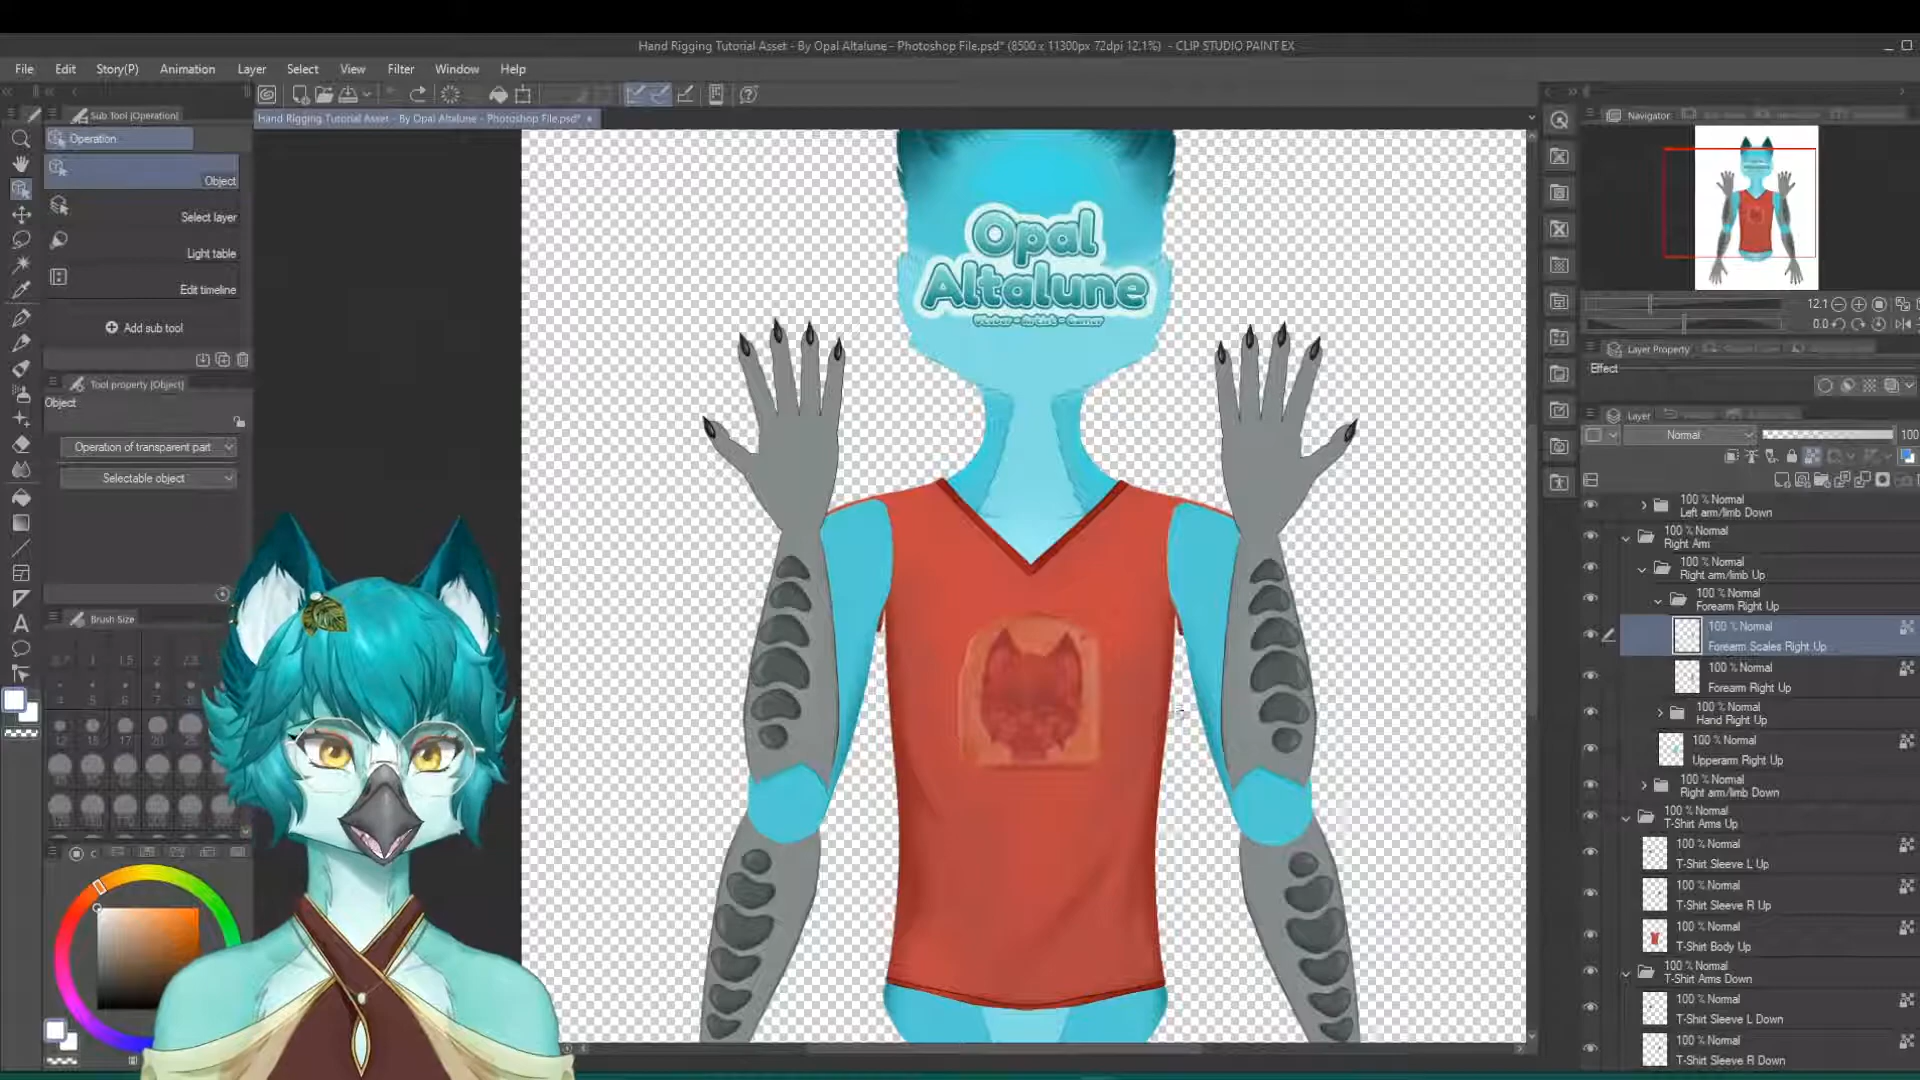 Hand Rigging Tutorial Asset - By Opal Altalune - Photoshop File.psd* (8500 x 11300px 72dpi 12.1%) - CLIP STUDIO PAINT EX
File Edit Story(P) Animation Layer Select View Filter Window Help
Sub Tool [Operation]
Hand Rigging Tutorial Asset - By Opal Altalune - Photoshop File.psd*
Navigator
Operation
Object
Select layer
Light table
Edit timeline
Add sub tool
Tool property [Object]
Object
Operation of transparent part
Selectable object
Brush Size
Opal
Altalune
12.1
0.0
Layer Property
Effect
Layer
Normal
100
100 % Normal
Left arm/limb Down
100 % Normal
Right Arm
100 % Normal
Right arm/limb Up
100 % Normal
Forearm Right Up
100 % Normal
Forearm Scales Right Up
100 % Normal
Forearm Right Up
100 % Normal
Hand Right Up
100 % Normal
Upperarm Right Up
100 % Normal
Right arm/limb Down
100 % Normal
T-Shirt Arms Up
100 % Normal
T-Shirt Sleeve L Up
100 % Normal
T-Shirt Sleeve R Up
100 % Normal
T-Shirt Body Up
100 % Normal
T-Shirt Arms Down
100 % Normal
T-Shirt Sleeve L Down
100 % Normal
T-Shirt Sleeve R Down